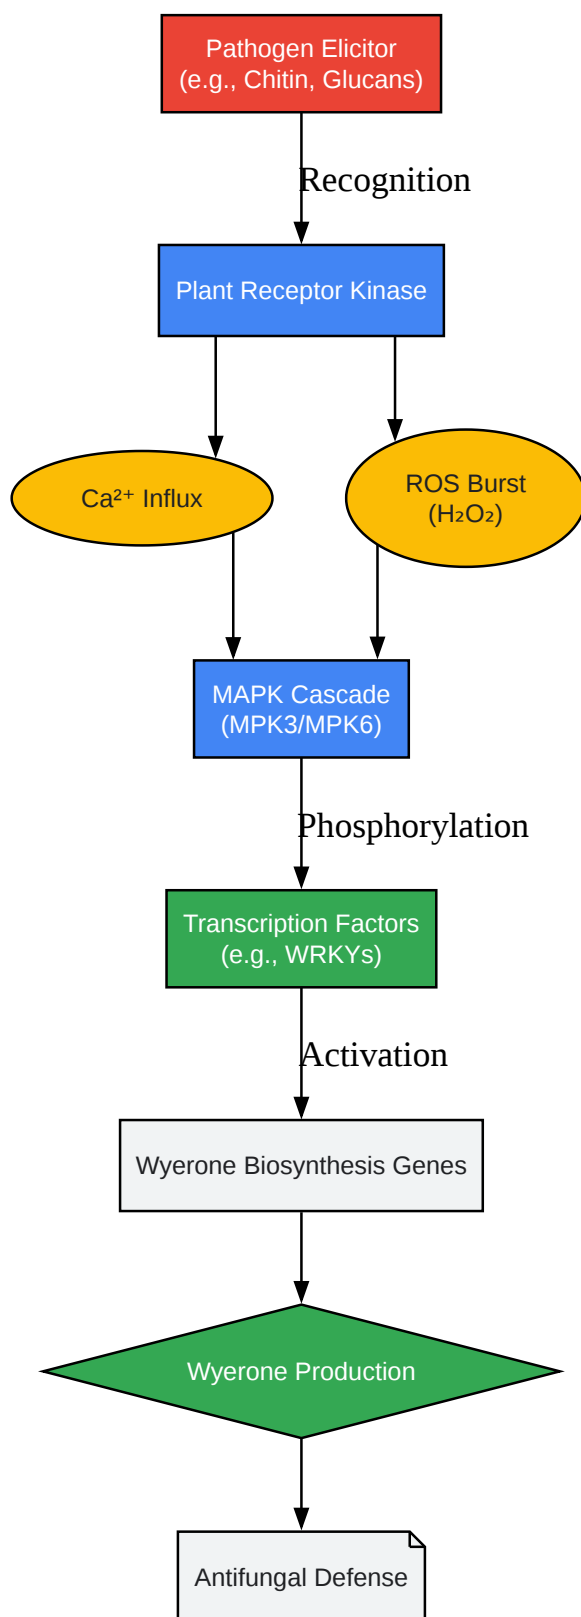 Pathogen Elicitor
(e.g., Chitin, Glucans)
Recognition
Plant Receptor Kinase
Ca²⁺ Influx
ROS Burst
(H₂O₂)
MAPK Cascade
(MPK3/MPK6)
Phosphorylation
Transcription Factors
(e.g., WRKYs)
Activation
Wyerone Biosynthesis Genes
Wyerone Production
Antifungal Defense